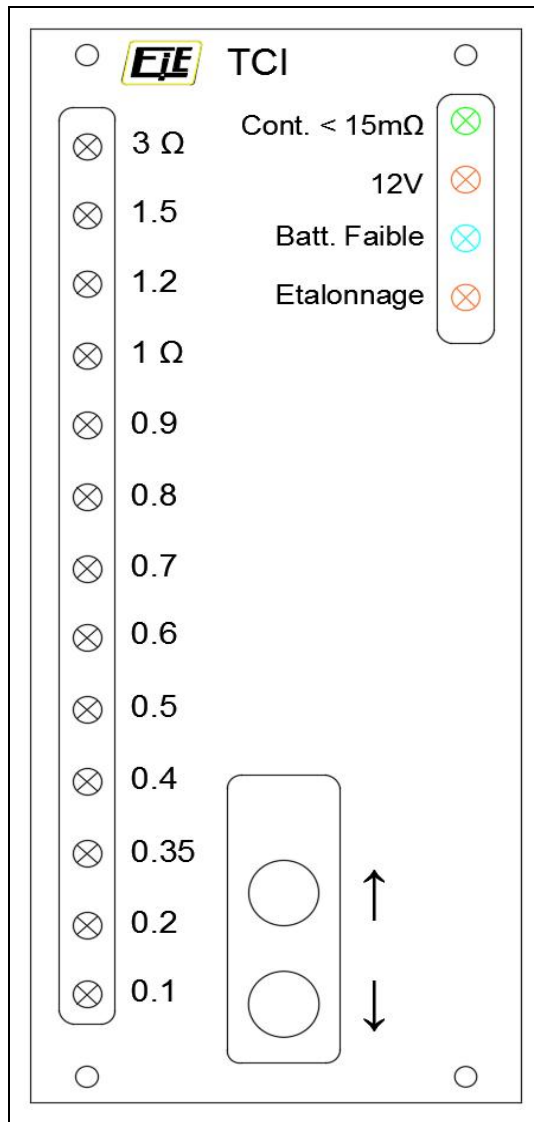 EiE TCI
Cont. < 15mΩ
12V
Batt. Faible
Etalonnage
3 Ω
1.5
1.2
1 Ω
0.9
0.8
0.7
0.6
0.5
0.4
0.35
0.2
0.1
↑
↓